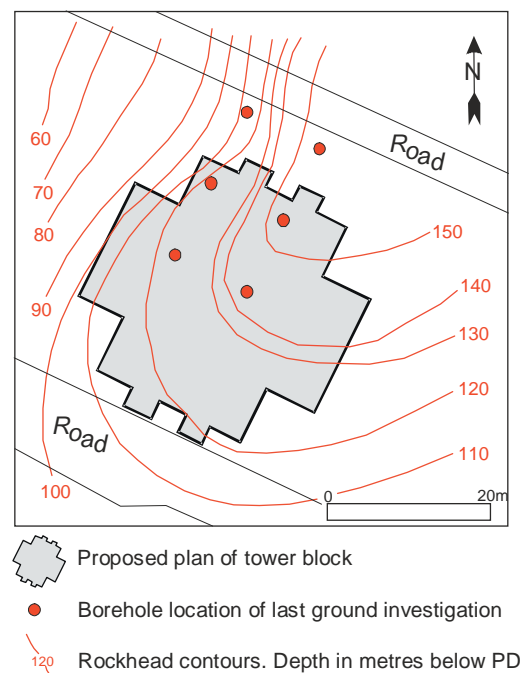 N
Road
60
70
80
90
100
150
140
130
120
110
Road
0 20m
Proposed plan of tower block
Borehole location of last ground investigation
120 Rockhead contours. Depth in metres below PD